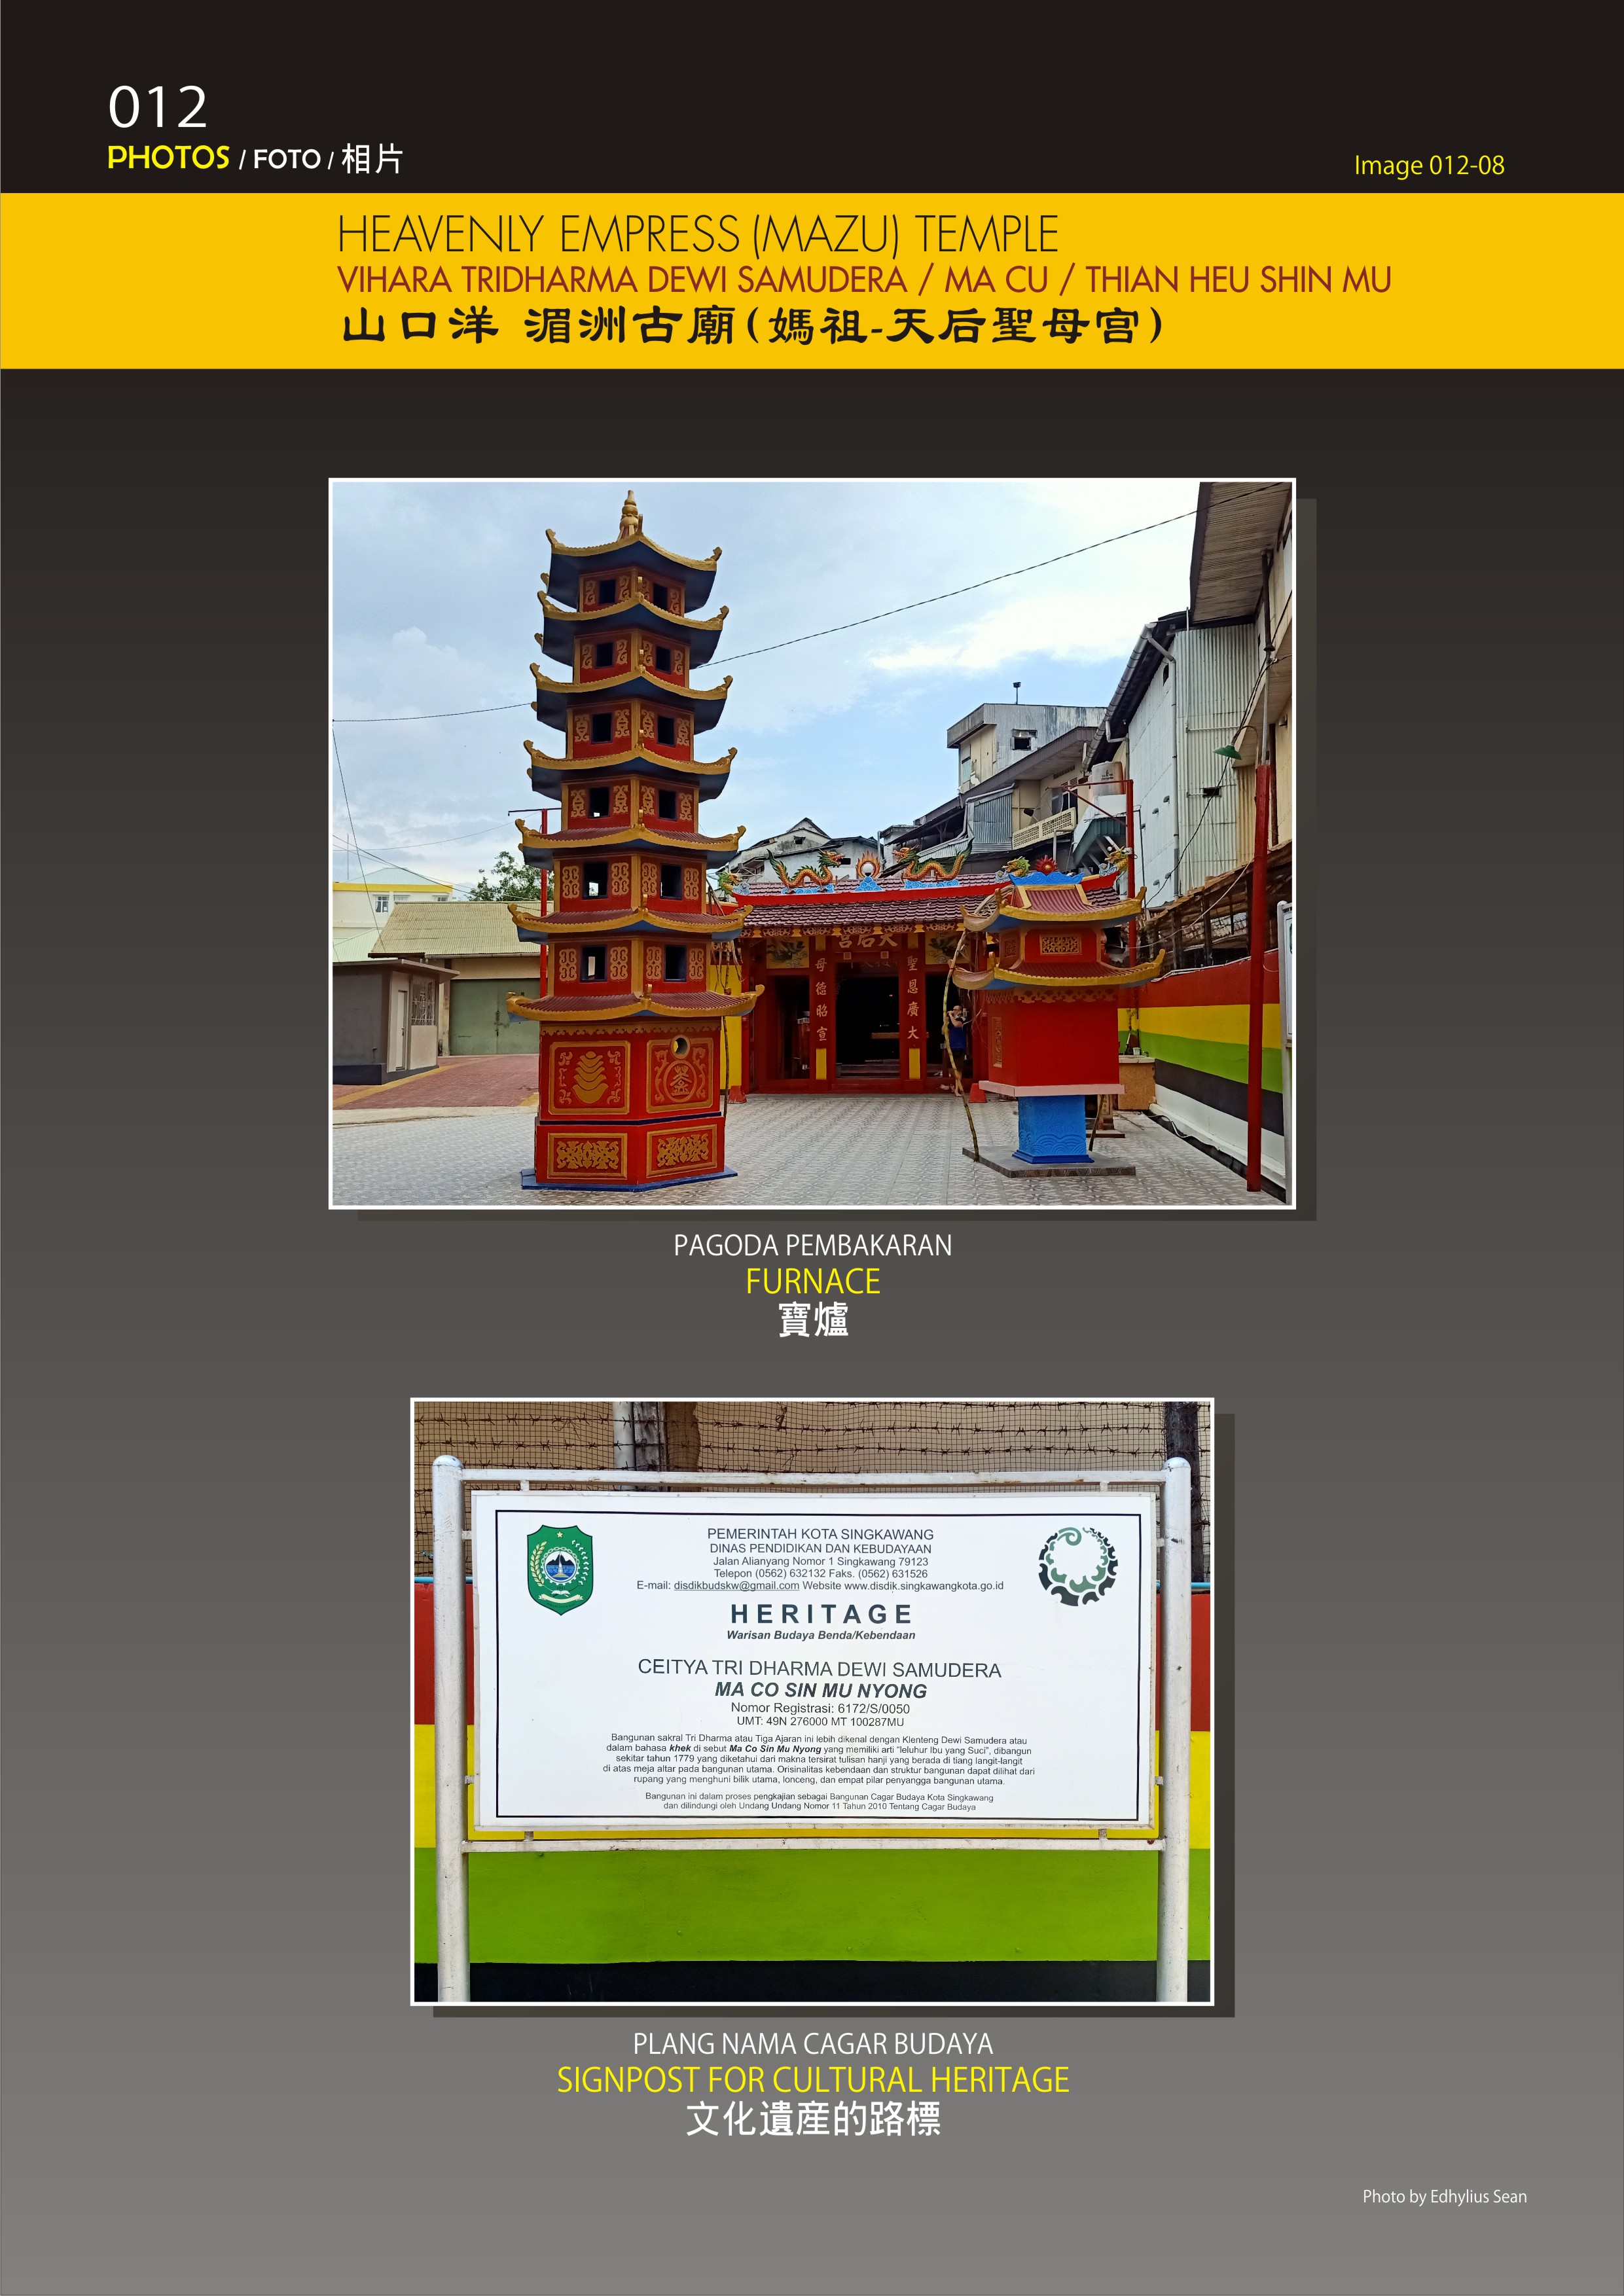 012
PHOTOS / FOTO / 相片
Image 012-08
HEAVENLY EMPRESS (MAZU) TEMPLE
VIHARA TRIDHARMA DEWI SAMUDERA / MA CU / THIAN HEU SHIN MU
山口洋 湄洲古廟(媽祖-天后聖母宮)
宮后天
母德昭宣
聖恩廣大
PAGODA PEMBAKARAN
FURNACE
寶爐
PEMERINTAH KOTA SINGKAWANG
DINAS PENDIDIKAN DAN KEBUDAYAAN
Jalan Alianyang Nomor 1 Singkawang 79123
Telepon (0562) 632132 Faks. (0562) 631526
E-mail: disdikbudskw@gmail.com Website www.disdik.singkawangkota.go.id
HERITAGE
Warisan Budaya Benda/Kebendaan
CEITYA TRI DHARMA DEWI SAMUDERA
MA CO SIN MU NYONG
Nomor Registrasi: 6172/S/0050
UMT: 49N 276000 MT 100287MU
Bangunan sakral Tri Dharma atau Tiga Ajaran ini lebih dikenal dengan Klenteng Dewi Samudera atau
dalam bahasa khek di sebut Ma Co Sin Mu Nyong yang memiliki arti "leluhur Ibu yang Suci", dibangun
sekitar tahun 1779 yang diketahui dari makna tersirat tulisan hanji yang berada di tiang langit-langit
di atas meja altar pada bangunan utama. Orisinalitas kebendaan dan struktur bangunan dapat dilihat dari
rupang yang menghuni bilik utama, lonceng, dan empat pilar penyangga bangunan utama.
Bangunan ini dalam proses pengkajian sebagai Bangunan Cagar Budaya Kota Singkawang
dan dilindungi oleh Undang Undang Nomor 11 Tahun 2010 Tentang Cagar Budaya
PLANG NAMA CAGAR BUDAYA
SIGNPOST FOR CULTURAL HERITAGE
文化遺産的路標
Photo by Edhylius Sean